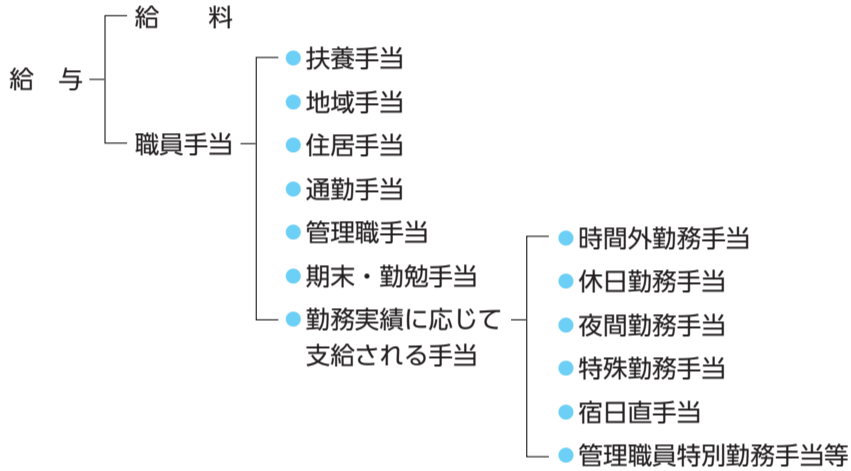 給与
給料
職員手当
扶養手当
地域手当
住居手当
通勤手当
管理職手当
期末・勤勉手当
勤務実績に応じて
支給される手当
時間外勤務手当
休日勤務手当
夜間勤務手当
特殊勤務手当
宿日直手当
管理職員特別勤務手当等